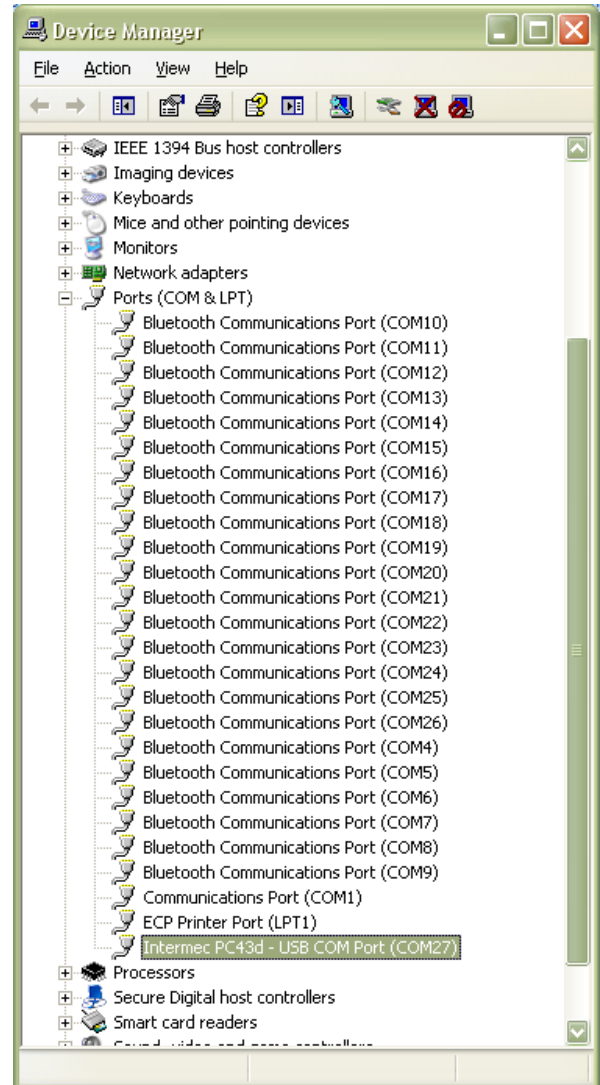 Device Manager
File Action View Help
IEEE 1394 Bus host controllers
Imaging devices
Keyboards
Mice and other pointing devices
Monitors
Network adapters
Ports (COM & LPT)
Bluetooth Communications Port (COM10)
Bluetooth Communications Port (COM11)
Bluetooth Communications Port (COM12)
Bluetooth Communications Port (COM13)
Bluetooth Communications Port (COM14)
Bluetooth Communications Port (COM15)
Bluetooth Communications Port (COM16)
Bluetooth Communications Port (COM17)
Bluetooth Communications Port (COM18)
Bluetooth Communications Port (COM19)
Bluetooth Communications Port (COM20)
Bluetooth Communications Port (COM21)
Bluetooth Communications Port (COM22)
Bluetooth Communications Port (COM23)
Bluetooth Communications Port (COM24)
Bluetooth Communications Port (COM25)
Bluetooth Communications Port (COM26)
Bluetooth Communications Port (COM4)
Bluetooth Communications Port (COM5)
Bluetooth Communications Port (COM6)
Bluetooth Communications Port (COM7)
Bluetooth Communications Port (COM8)
Bluetooth Communications Port (COM9)
Communications Port (COM1)
ECP Printer Port (LPT1)
Intermec PC43d - USB COM Port (COM27)
Processors
Secure Digital host controllers
Smart card readers
Sound, video and game controllers